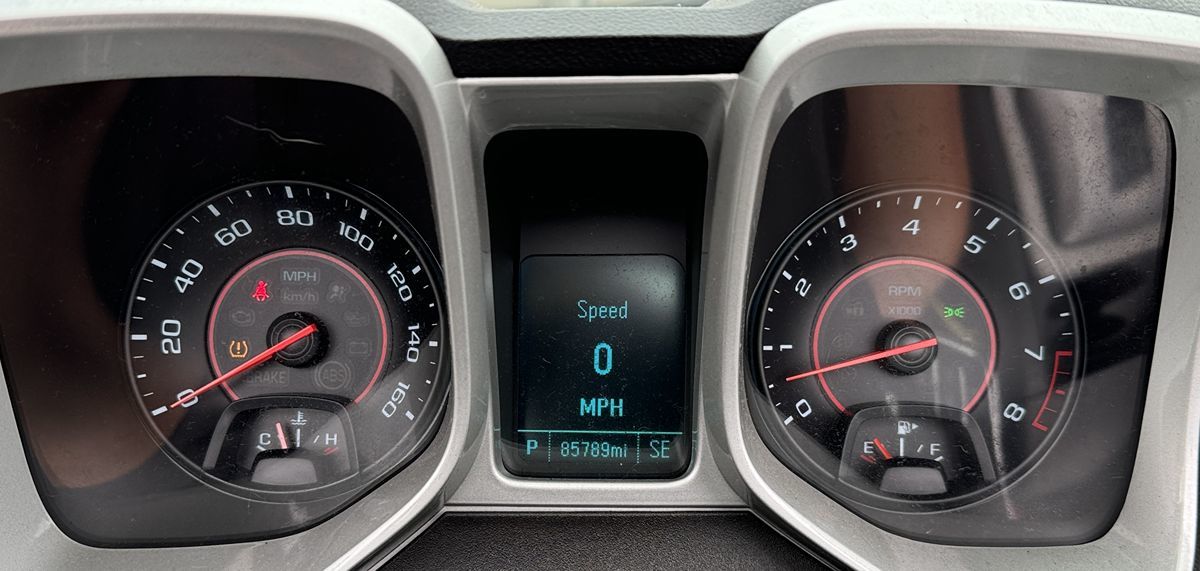 0 20 40 60 80 100 120 140 160
MPH
km/h
BRAKE
ABS
C H
Speed
0
MPH
P 85789mi SE
0 1 2 3 4 5 6 7 8
RPM
X1000
E F